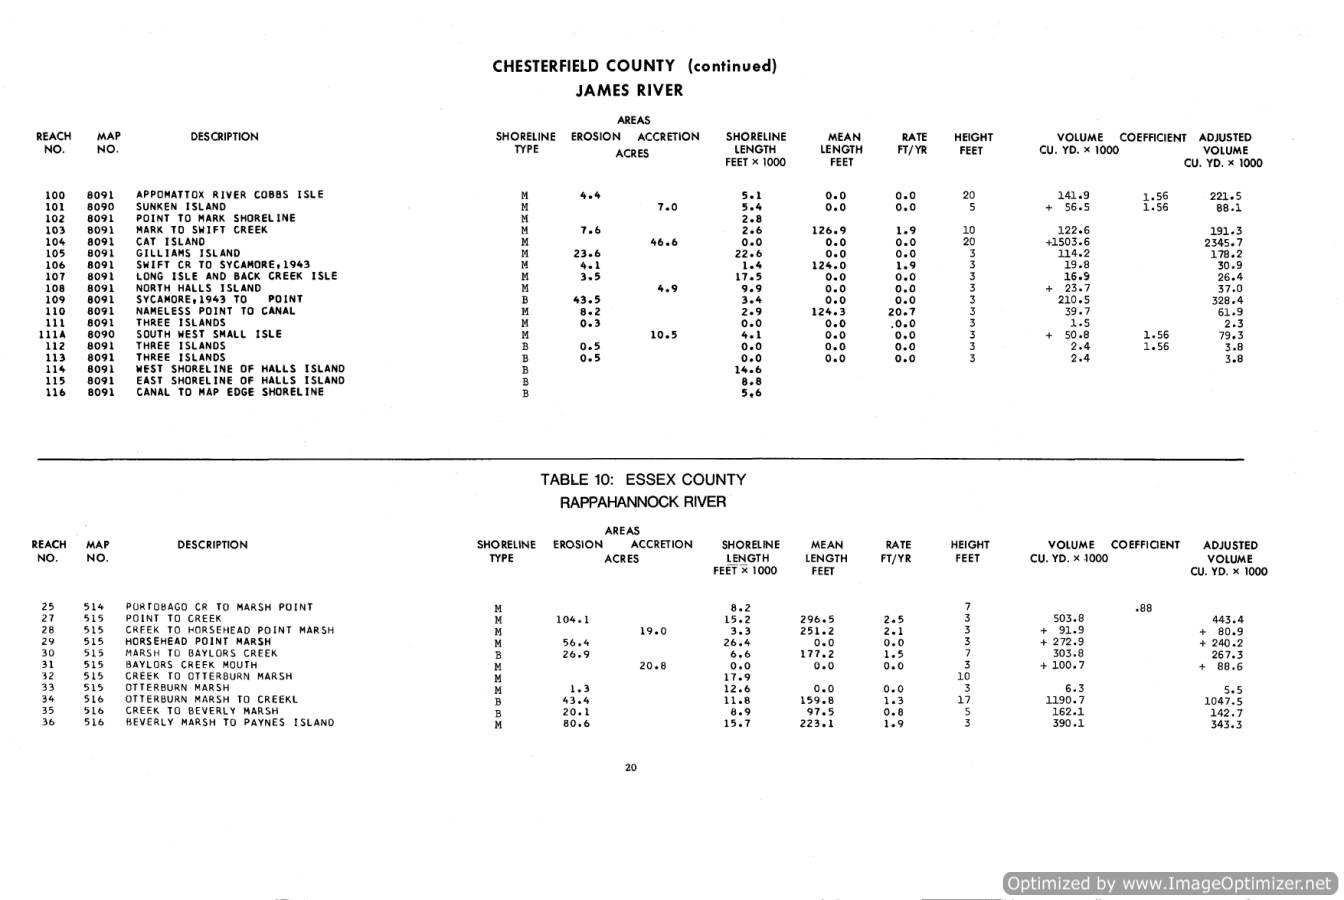 CHESTERFIELD COUNTY (continued)
JAMES RIVER
AREAS
REACH MAP DESCRIPTION SHORELINE EROSION ACCRETION SHORELINE MEAN RATE HEIGHT VOLUME COEFFICIENT ADJUSTED
NO. NO. TYPE ACRES LENGTH LENGTH FT/YR FEET CU. YD. × 1000 VOLUME
FEET × 1000 FEET CU. YD. × 1000
100 8091 APPOMATTOX RIVER COBBS ISLE M 4.4 5.1 0.0 0.0 20 141.9 1.56 221.5
101 8090 SUNKEN ISLAND M 7.0 5.4 0.0 0.0 5 + 56.5 1.56 88.1
102 8091 POINT TO MARK SHORELINE M 2.8
103 8091 MARK TO SWIFT CREEK M 7.6 2.6 126.9 1.9 10 122.6 191.3
104 8091 CAT ISLAND M 46.6 0.0 0.0 0.0 20 +1503.6 2345.7
105 8091 GILLIAMS ISLAND M 23.6 22.6 0.0 0.0 3 114.2 178.2
106 8091 SWIFT CR TO SYCAMORE,1943 M 4.1 1.4 124.0 1.9 3 19.8 30.9
107 8091 LONG ISLE AND BACK CREEK ISLE M 3.5 17.5 0.0 0.0 3 16.9 26.4
108 8091 NORTH HALLS ISLAND M 4.9 9.9 0.0 0.0 3 + 23.7 37.0
109 8091 SYCAMORE,1943 TO POINT B 43.5 3.4 0.0 0.0 3 210.5 328.4
110 8091 NAMELESS POINT TO CANAL M 8.2 2.9 124.3 20.7 3 39.7 61.9
111 8091 THREE ISLANDS M 0.3 0.0 0.0 .0.0 3 1.5 2.3
111A 8090 SOUTH WEST SMALL ISLE M 10.5 4.1 0.0 0.0 3 + 50.8 1.56 79.3
112 8091 THREE ISLANDS B 0.5 0.0 0.0 0.0 3 2.4 1.56 3.8
113 8091 THREE ISLANDS B 0.5 0.0 0.0 0.0 3 2.4 3.8
114 8091 WEST SHORELINE OF HALLS ISLAND B 14.6
115 8091 EAST SHORELINE OF HALLS ISLAND B 8.8
116 8091 CANAL TO MAP EDGE SHORELINE B 5.6
TABLE 10: ESSEX COUNTY
RAPPAHANNOCK RIVER
AREAS
REACH MAP DESCRIPTION SHORELINE EROSION ACCRETION SHORELINE MEAN RATE HEIGHT VOLUME COEFFICIENT ADJUSTED
NO. NO. TYPE ACRES LENGTH LENGTH FT/YR FEET CU. YD. × 1000 VOLUME
FEET × 1000 FEET CU. YD. × 1000
25 514 PORTOBAGO CR TO MARSH POINT M 8.2 7 .88
27 515 POINT TO CREEK M 104.1 15.2 296.5 2.5 3 503.8 443.4
28 515 CREEK TO HORSEHEAD POINT MARSH M 19.0 3.3 251.2 2.1 3 + 91.9 + 80.9
29 515 HORSEHEAD POINT MARSH M 56.4 26.4 0.0 0.0 3 + 272.9 + 240.2
30 515 MARSH TO BAYLORS CREEK B 26.9 6.6 177.2 1.5 7 303.8 267.3
31 515 BAYLORS CREEK MOUTH M 20.8 0.0 0.0 0.0 3 + 100.7 + 88.6
32 515 CREEK TO OTTERBURN MARSH M 17.9 10
33 515 OTTERBURN MARSH M 1.3 12.6 0.0 0.0 3 6.3 5.5
34 516 OTTERBURN MARSH TO CREEKL B 43.4 11.8 159.8 1.3 17 1190.7 1047.5
35 516 CREEK TO BEVERLY MARSH B 20.1 8.9 97.5 0.8 5 162.1 142.7
36 516 BEVERLY MARSH TO PAYNES ISLAND M 80.6 15.7 223.1 1.9 3 390.1 343.3
20
Optimized by www.ImageOptimizer.net